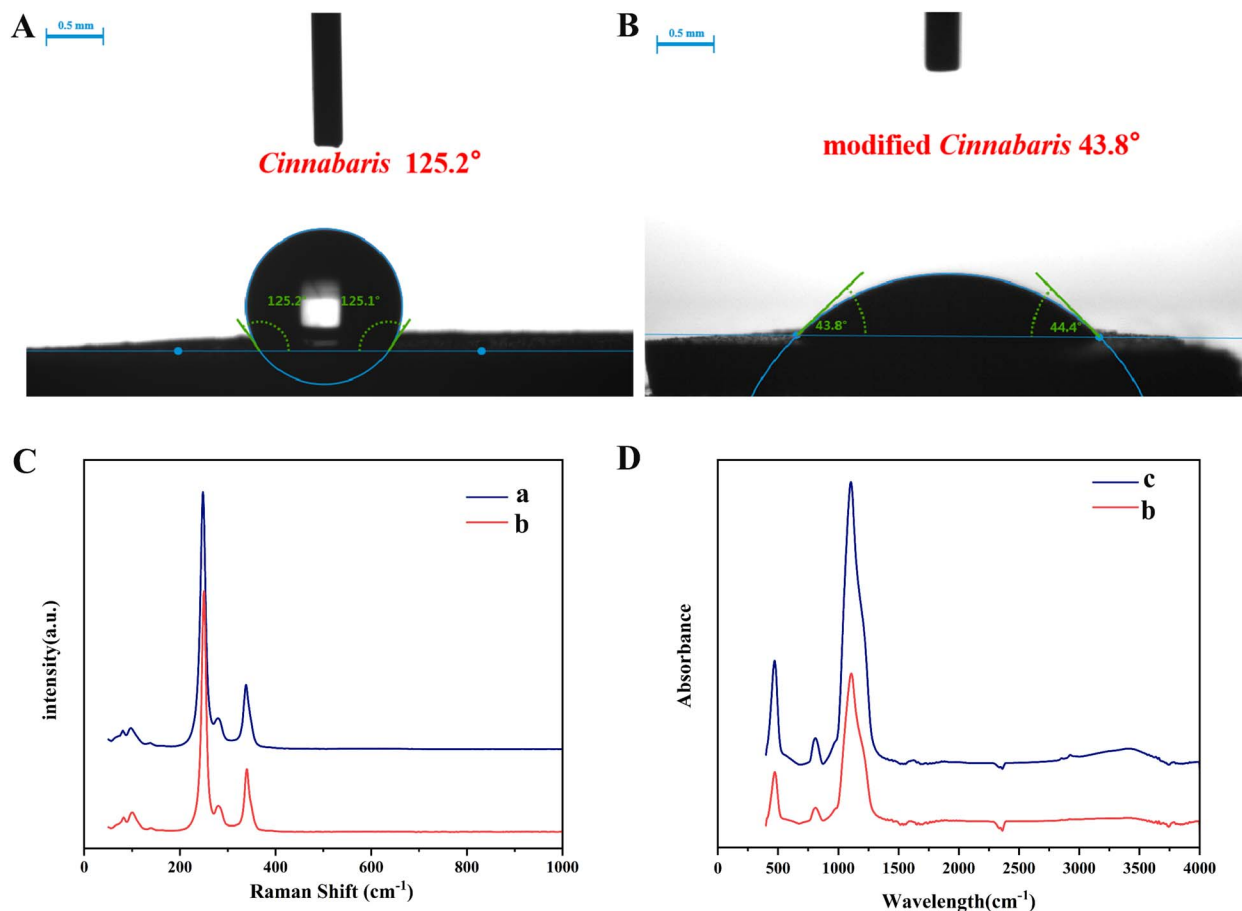 A
0.5 mm
Cinnabaris 125.2°
125.2
125.1°
B
0.5 mm
modified Cinnabaris 43.8°
43.8°
44.4°
C
a
b
intensity(a.u.)
0 200 400 600 800 1000
Raman Shift (cm-1)
D
c
b
Absorbance
500 1000 1500 2000 2500 3000 3500 4000
Wavelength(cm-1)